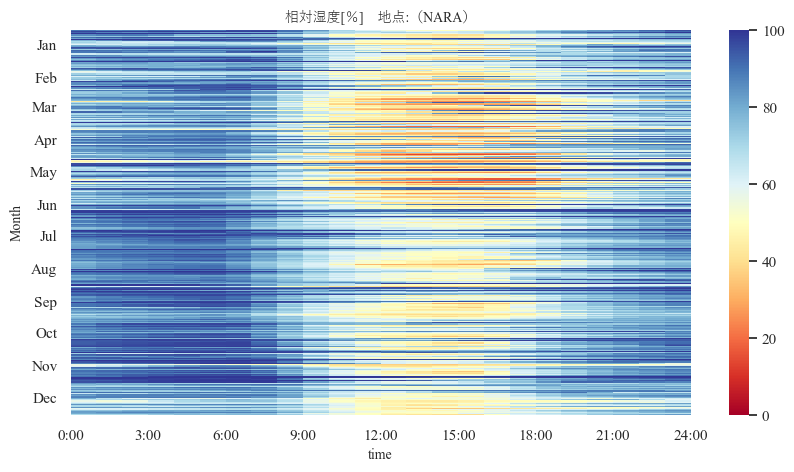 相対湿度[%] 地点:（NARA）
Month
Jan
Feb
Mar
Apr
May
Jun
Jul
Aug
Sep
Oct
Nov
Dec
0:00 3:00 6:00 9:00 12:00 15:00 18:00 21:00 24:00
time
100
80
60
40
20
0